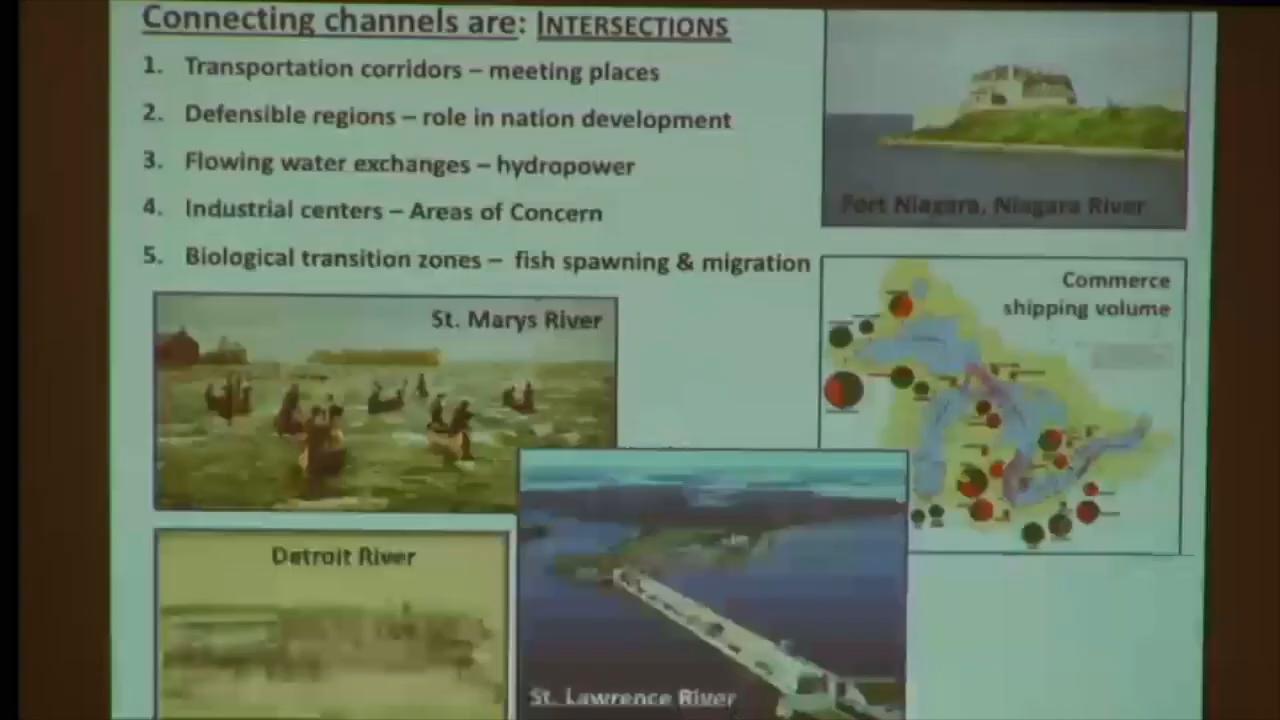 Connecting channels are: INTERSECTIONS
1. Transportation corridors – meeting places
2. Defensible regions – role in nation development
3. Flowing water exchanges – hydropower
4. Industrial centers – Areas of Concern
5. Biological transition zones – fish spawning & migration
Fort Niagara, Niagara River
Commerce
shipping volume
St. Marys River
Detroit River
St. Lawrence River